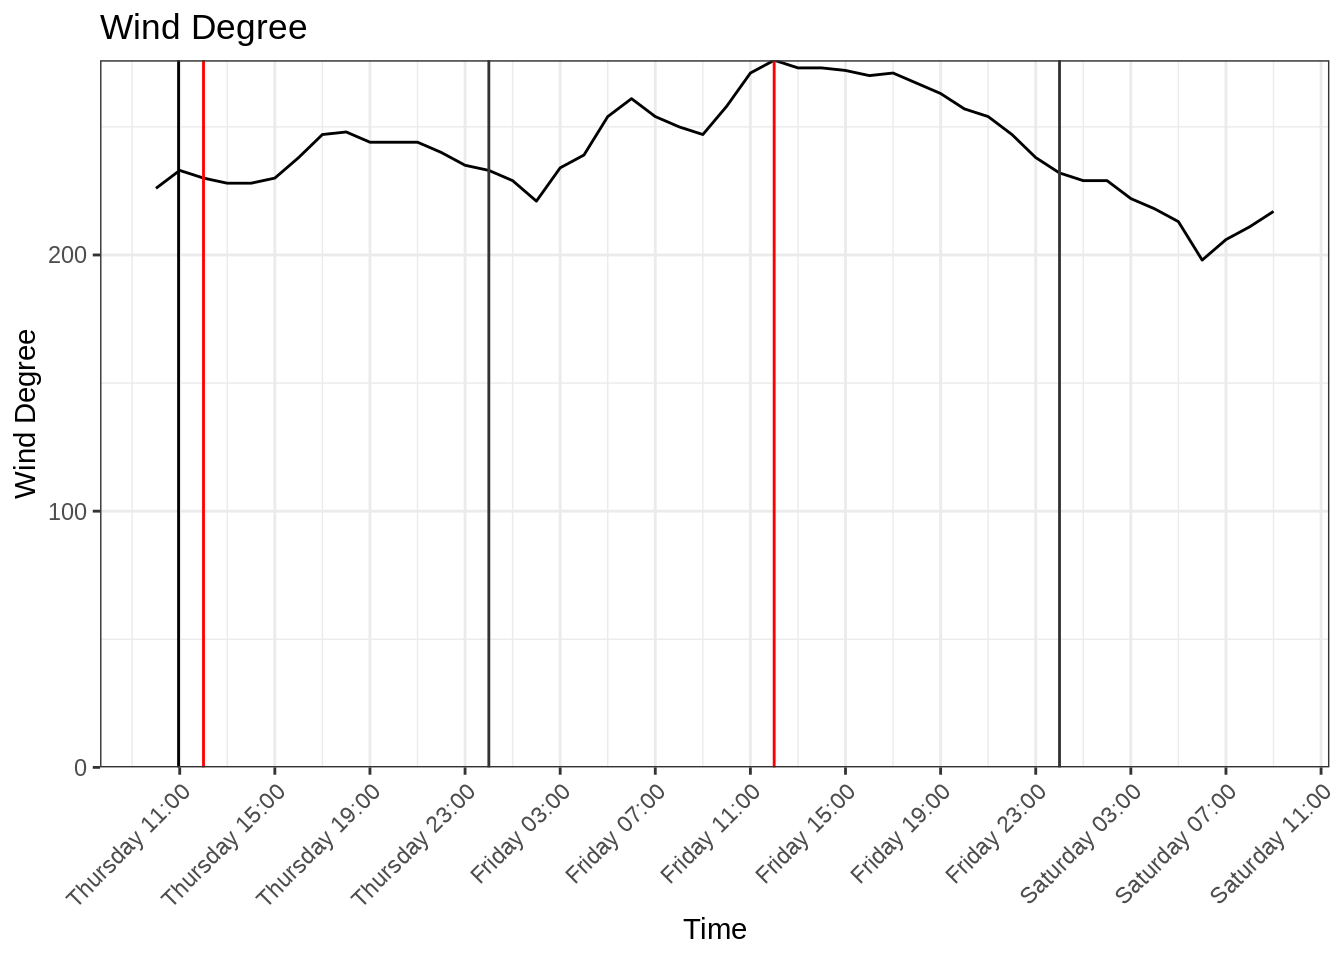 Wind Degree
Wind Degree
200
100
0
Thursday 11:00
Thursday 15:00
Thursday 19:00
Thursday 23:00
Friday 03:00
Friday 07:00
Friday 11:00
Friday 15:00
Friday 19:00
Friday 23:00
Saturday 03:00
Saturday 07:00
Saturday 11:00
Time